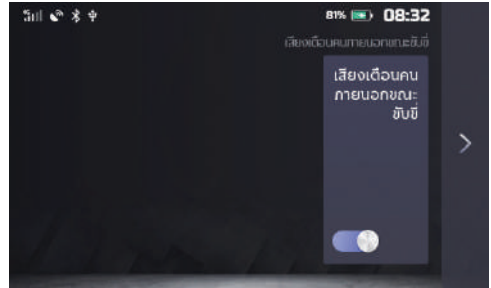 81% 08:32
เสียงเตือนคนภายนอกขณะขับขี่
เสียงเตือนคน
ภายนอกขณะ
ขับขี่